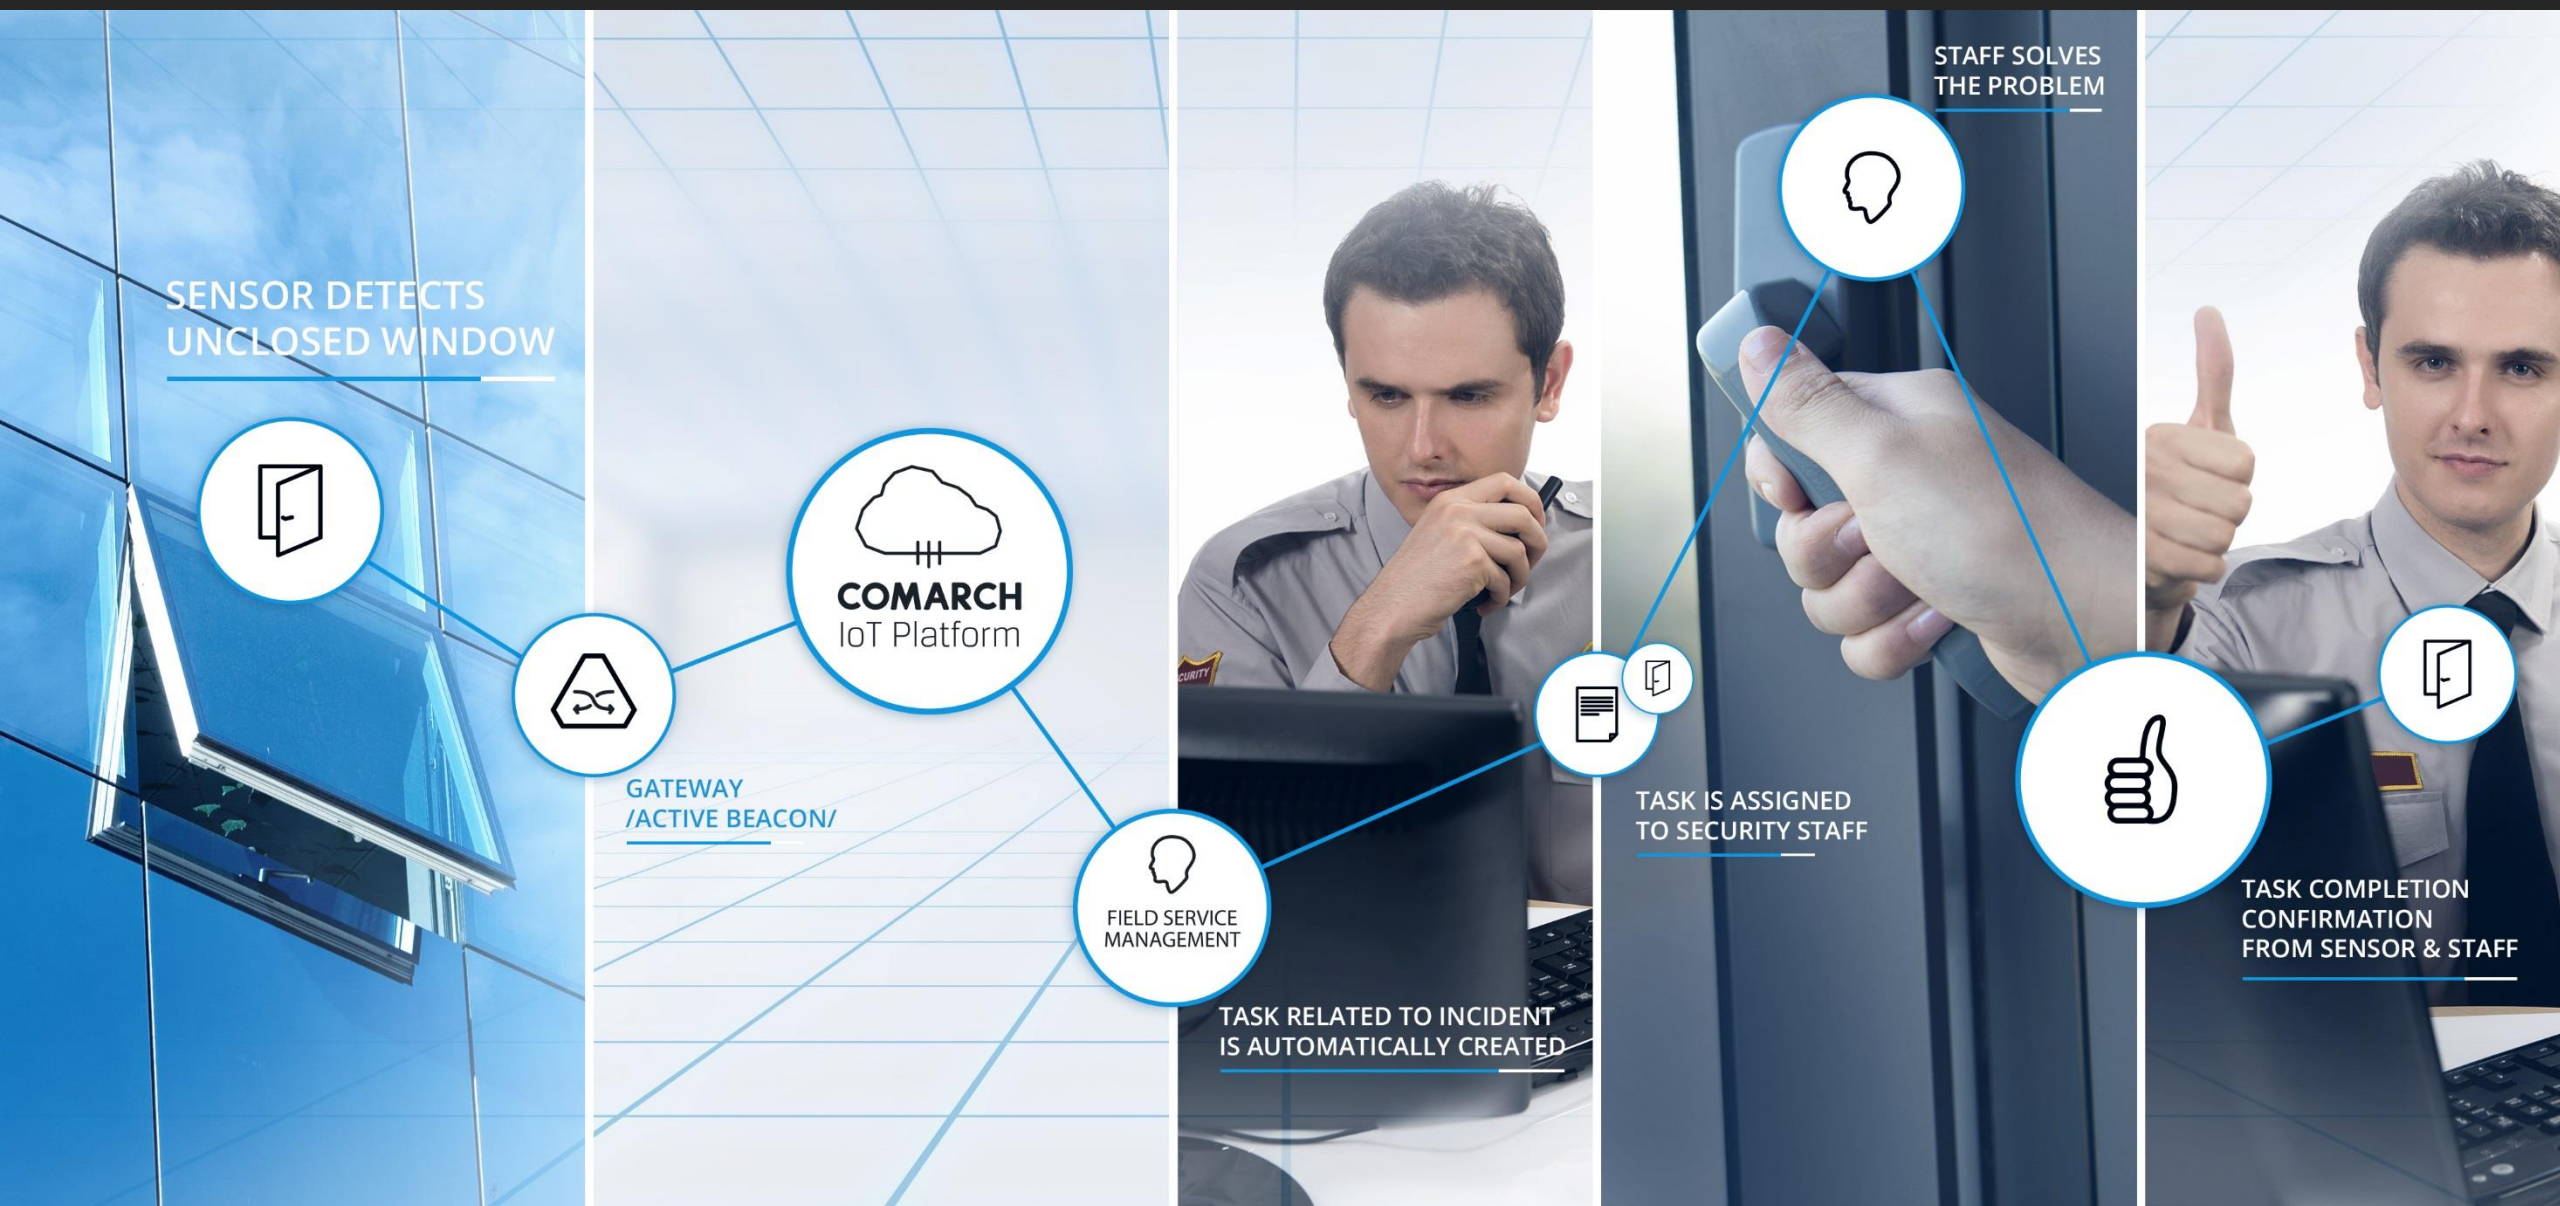 SENSOR DETECTS
UNCLOSED WINDOW
GATEWAY
/ACTIVE BEACON/
COMARCH
IoT Platform
FIELD SERVICE
MANAGEMENT
TASK RELATED TO INCIDENT
IS AUTOMATICALLY CREATED
CURITY
TASK IS ASSIGNED
TO SECURITY STAFF
STAFF SOLVES
THE PROBLEM
TASK COMPLETION
CONFIRMATION
FROM SENSOR & STAFF